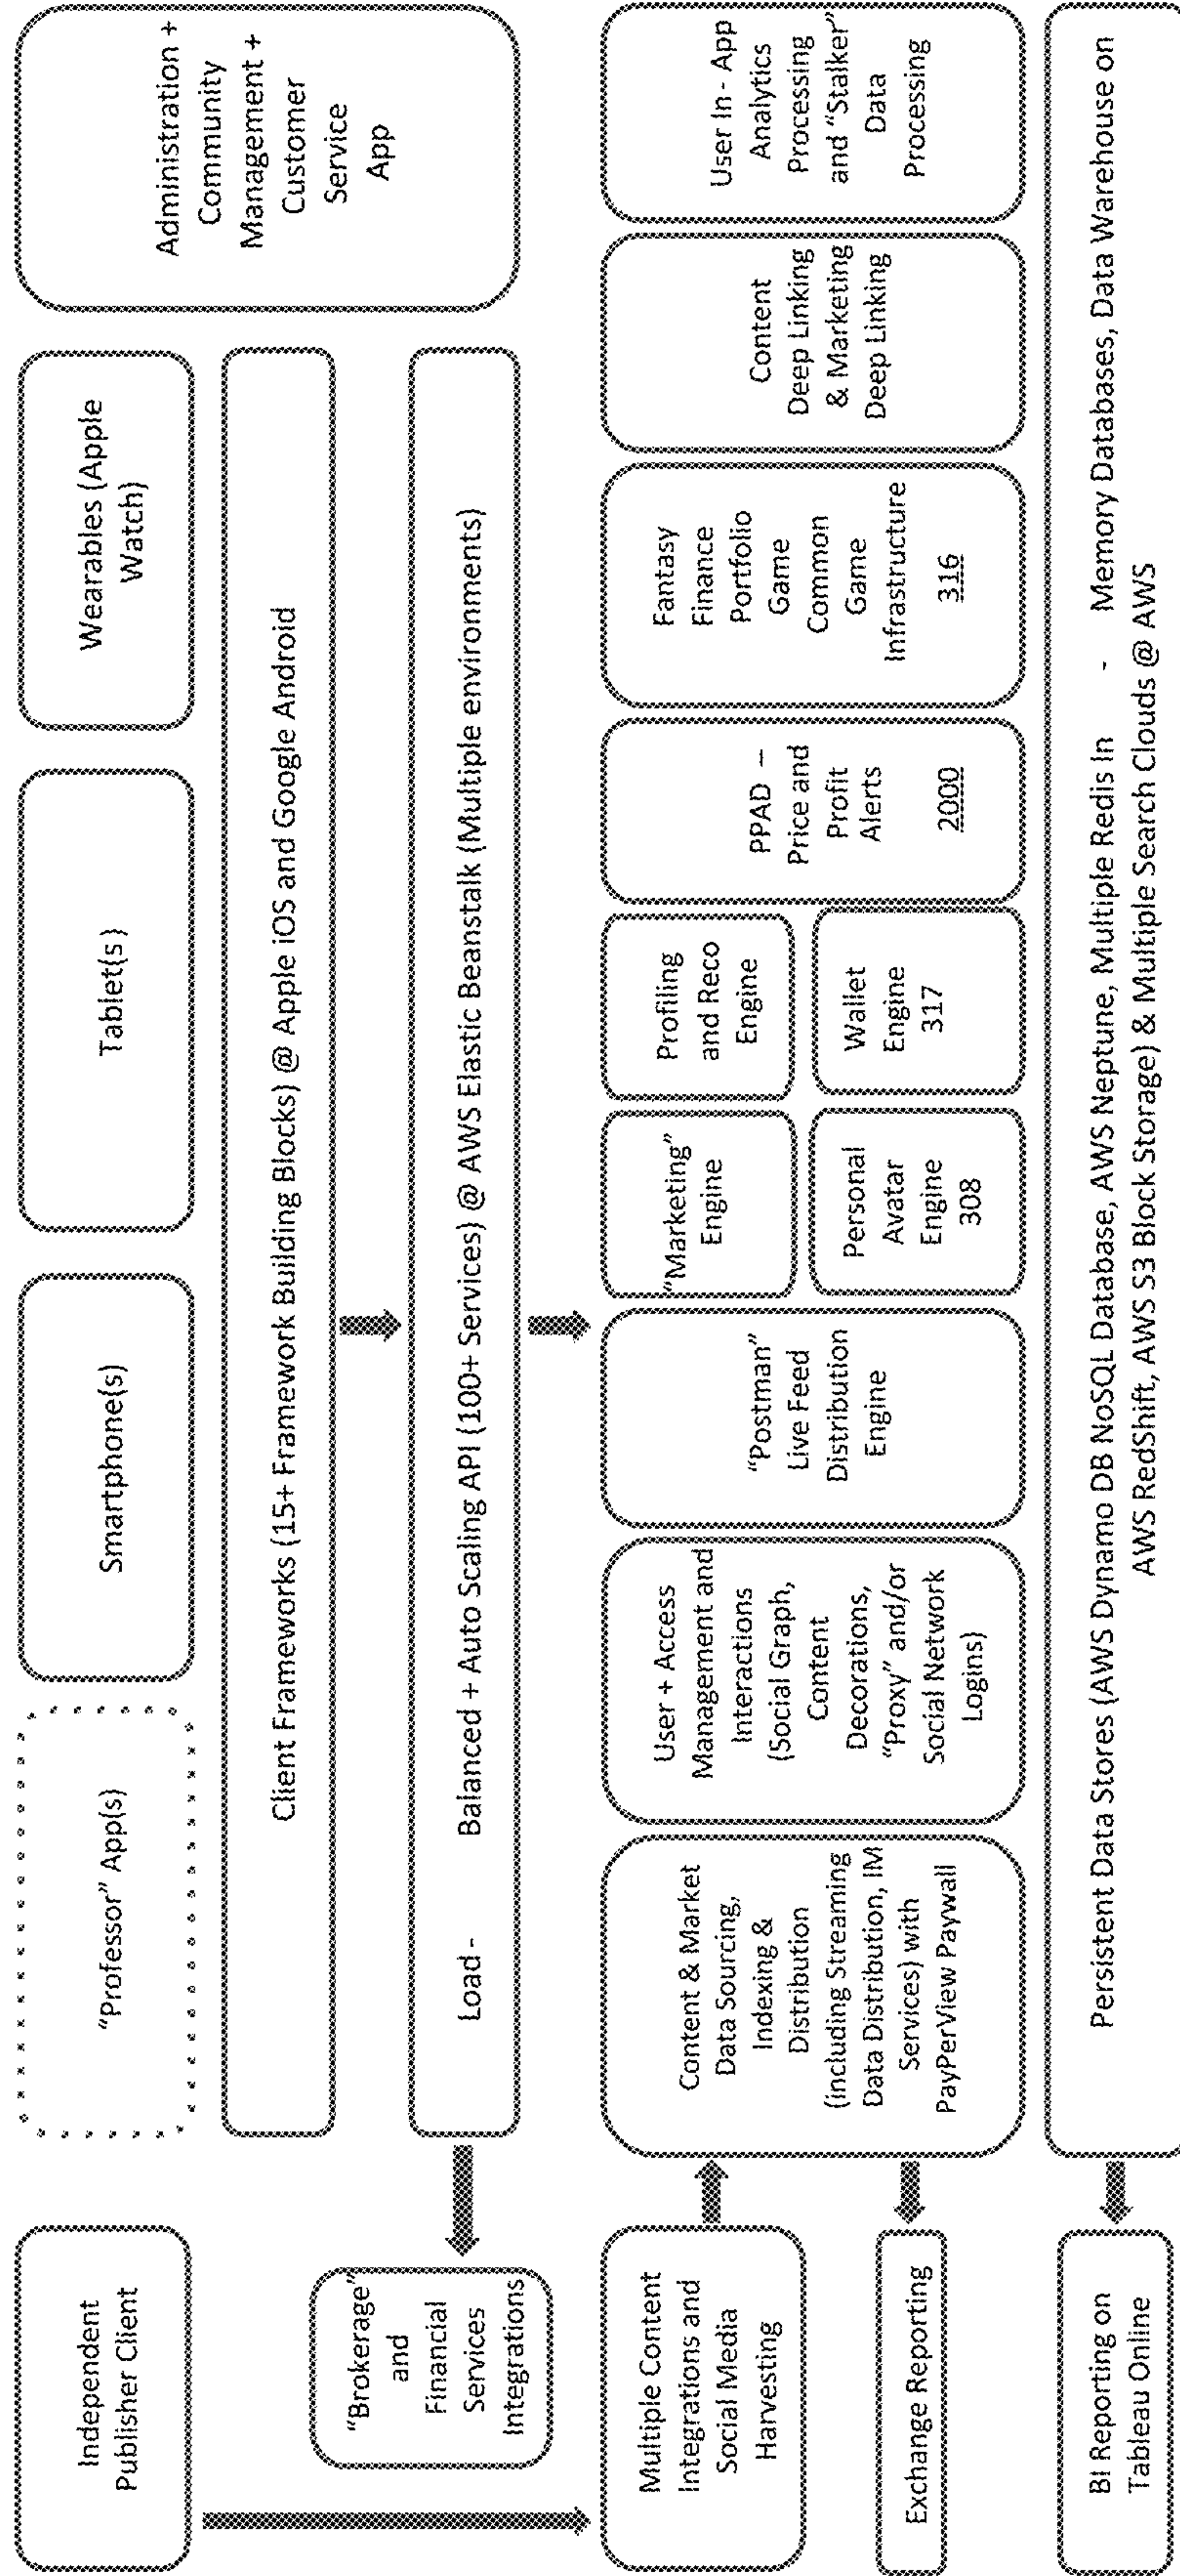 Independent
Publisher Client
“Professor” App(s)
Smartphone(s)
Tablet(s)
Wearables (Apple
Watch)
Administration +
Community
Management +
Customer
Service
App
Client Frameworks (15+ Framework Building Blocks) @ Apple iOS and Google Android
“Brokerage”
and
Financial
Services
Integrations
Load - Balanced + Auto Scaling API (100+ Services) @ AWS Elastic Beanstalk (Multiple environments)
Multiple Content
Integrations and
Social Media
Harvesting
Content & Market
Data Sourcing,
Indexing &
Distribution
(including Streaming
Data Distribution, IM
Services) with
PayPerView Paywall
User + Access
Management and
Interactions
(Social Graph,
Content
Decorations,
“Proxy” and/or
Social Network
Logins)
“Postman”
Live Feed
Distribution
Engine
“Marketing”
Engine
Personal
Avatar
Engine
308
Profiling
and Reco
Engine
Wallet
Engine
317
PPAD –
Price and
Profit
Alerts
2000
Fantasy
Finance
Portfolio
Game
Common
Game
Infrastructure
316
Content
Deep Linking
& Marketing
Deep Linking
User In - App
Analytics
Processing
and “Stalker”
Data
Processing
Exchange Reporting
BI Reporting on
Tableau Online
Persistent Data Stores (AWS Dynamo DB NoSQL Database, AWS Neptune, Multiple Redis In - Memory Databases, Data Warehouse on
AWS RedShift, AWS S3 Block Storage) & Multiple Search Clouds @ AWS